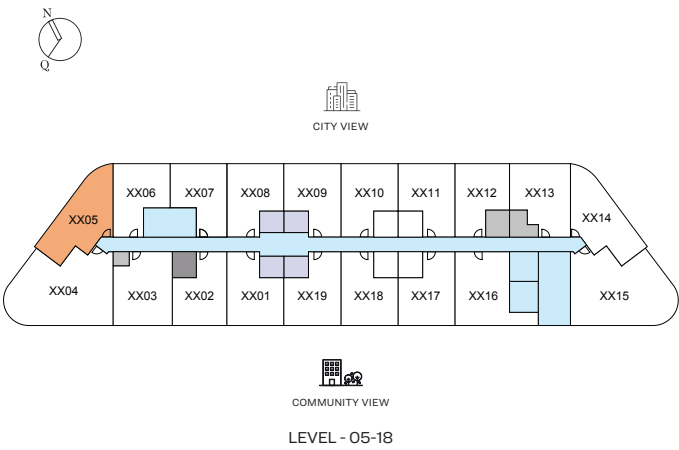 N
Q
CITY VIEW
XX06 XX07 XX08 XX09 XX10 XX11 XX12 XX13
XX05 XX14
XX04 XX03 XX02 XX01 XX19 XX18 XX17 XX16 XX15
COMMUNITY VIEW
LEVEL - 05-18